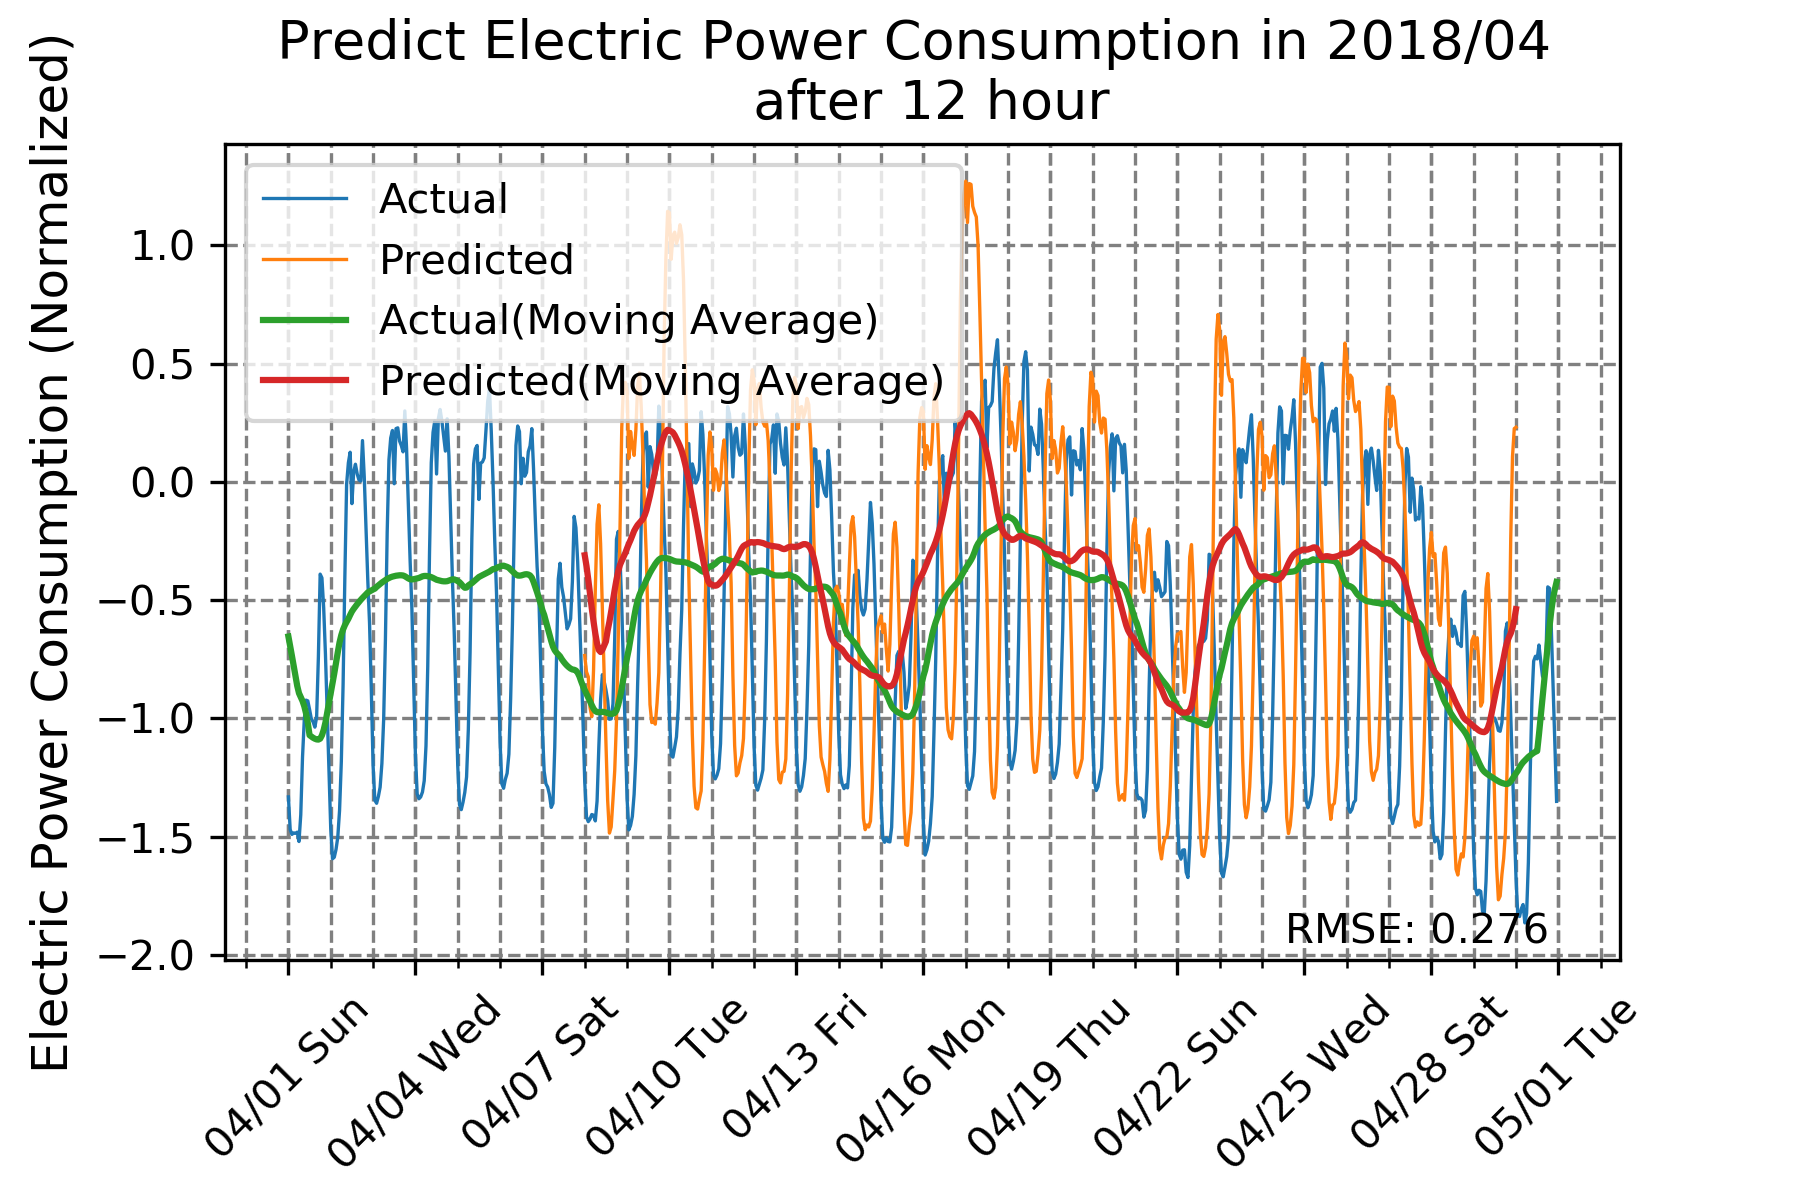 Predict Electric Power Consumption in 2018/04
after 12 hour
Electric Power Consumption (Normalized)
Actual
Predicted
Actual(Moving Average)
Predicted(Moving Average)
1.0
0.5
0.0
−0.5
−1.0
−1.5
−2.0
RMSE: 0.276
04/01 Sun
04/04 Wed
04/07 Sat
04/10 Tue
04/13 Fri
04/16 Mon
04/19 Thu
04/22 Sun
04/25 Wed
04/28 Sat
05/01 Tue